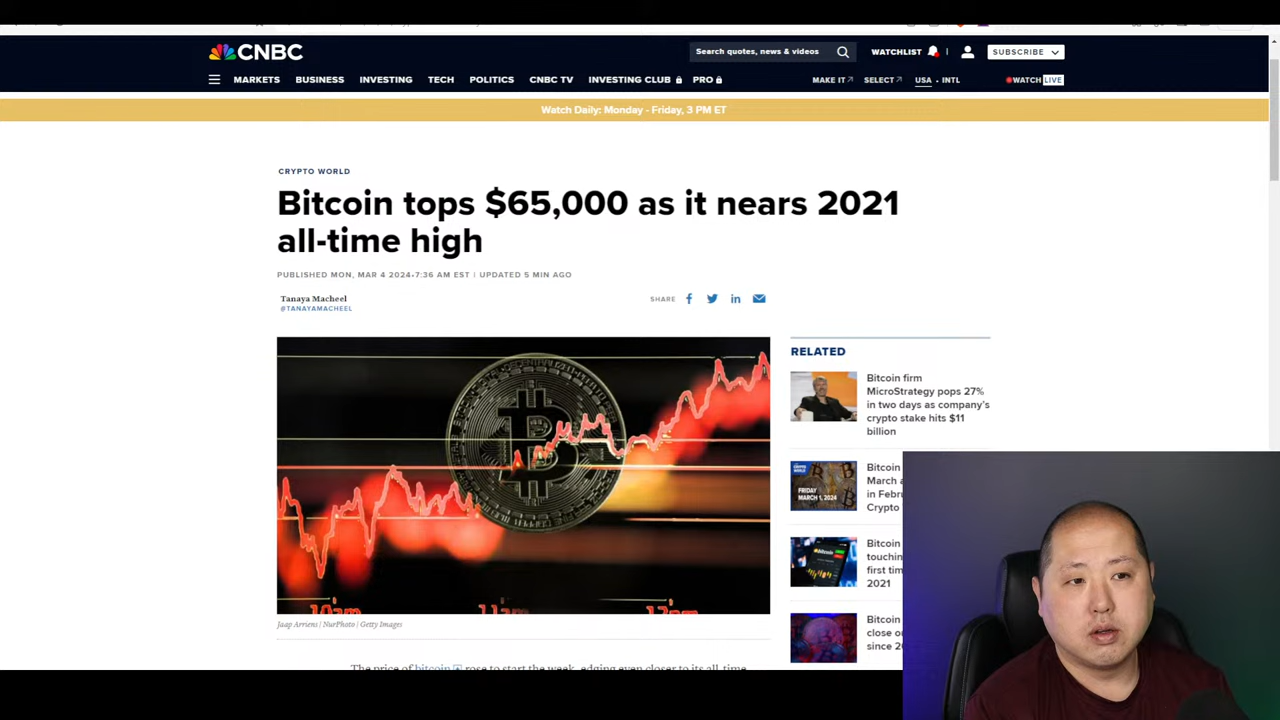 CNBC
Search quotes, news & videos
WATCHLIST
SUBSCRIBE
MARKETS BUSINESS INVESTING TECH POLITICS CNBC TV INVESTING CLUB PRO
MAKE IT SELECT USA • INTL WATCH LIVE
Watch Daily: Monday - Friday, 3 PM ET
CRYPTO WORLD
Bitcoin tops $65,000 as it nears 2021
all-time high
PUBLISHED MON, MAR 4 2024•7:36 AM EST | UPDATED 5 MIN AGO
Tanaya Macheel
@TANAYAMACHEEL
SHARE
Jaap Arriens | NurPhoto | Getty Images
The price of bitcoin rose to start the week, edging even closer to its all-time
RELATED
Bitcoin firm
MicroStrategy pops 27%
in two days as company's
crypto stake hits $11
billion
FRIDAY
MARCH 1, 2024
Bitcoin
March a
in Febru
Crypto
Bitcoin
touchin
first tim
2021
Bitcoin
close o
since 2